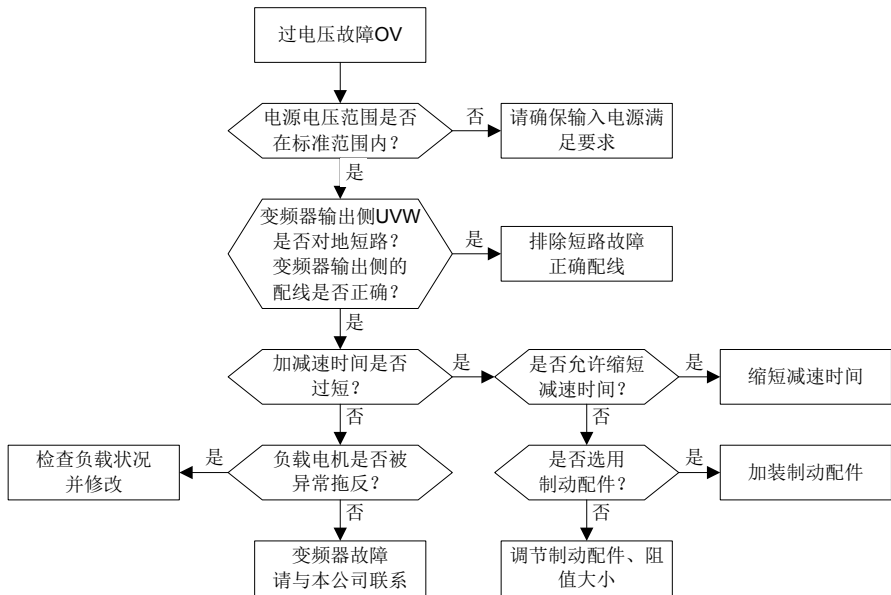 过电压故障OV
电源电压范围是否
在标准范围内?
否
请确保输入电源满
足要求
是
变频器输出侧UVW
是否对地短路?
变频器输出侧的
配线是否正确?
是
排除短路故障
正确配线
是
加减速时间是否
过短?
是
是否允许缩短
减速时间?
是
缩短减速时间
否
否
检查负载状况
并修改
是
负载电机是否被
异常拖反?
是否选用
制动配件?
是
加装制动配件
否
否
变频器故障
请与本公司联系
调节制动配件、阻
值大小